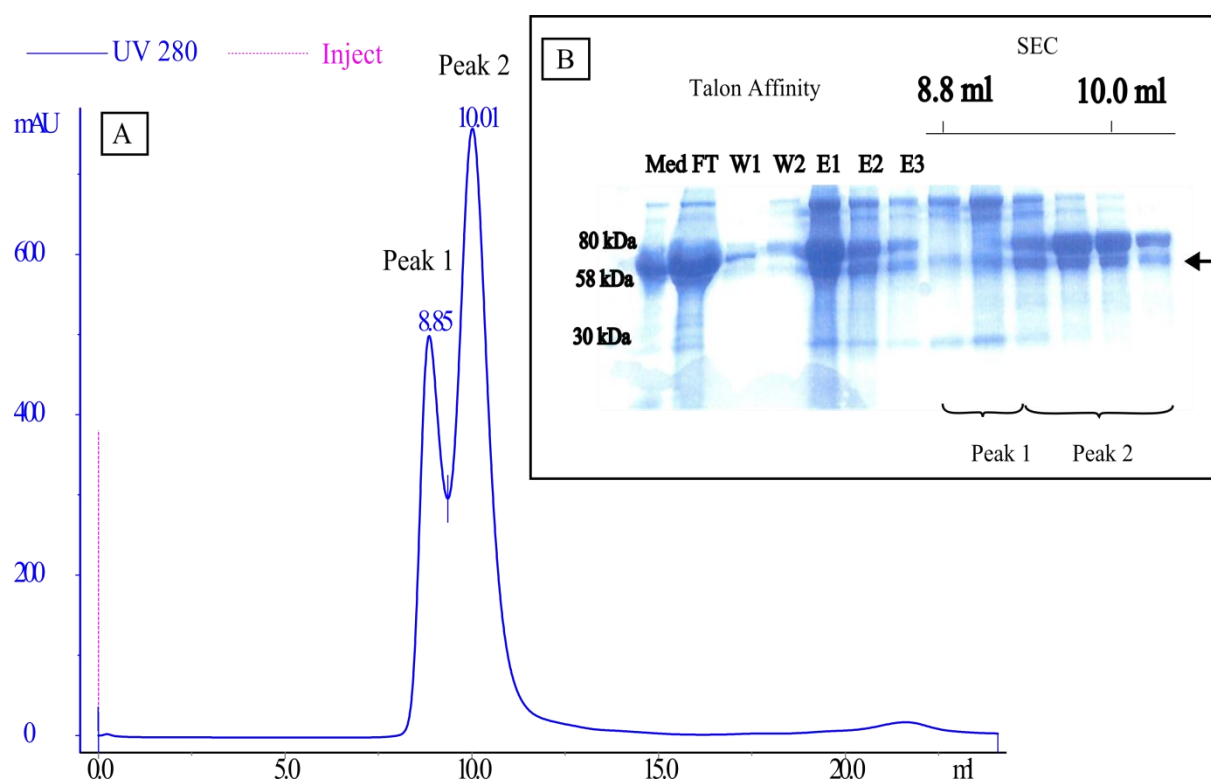 UV 280
Inject
Peak 2
mAU
A
10.01
Peak 1
8.85
600
400
200
0
0.0
5.0
10.0
15.0
20.0
ml
B
SEC
Talon Affinity
8.8 ml
10.0 ml
Med FT W1 W2 E1 E2 E3
80 kDa
58 kDa
30 kDa
Peak 1
Peak 2